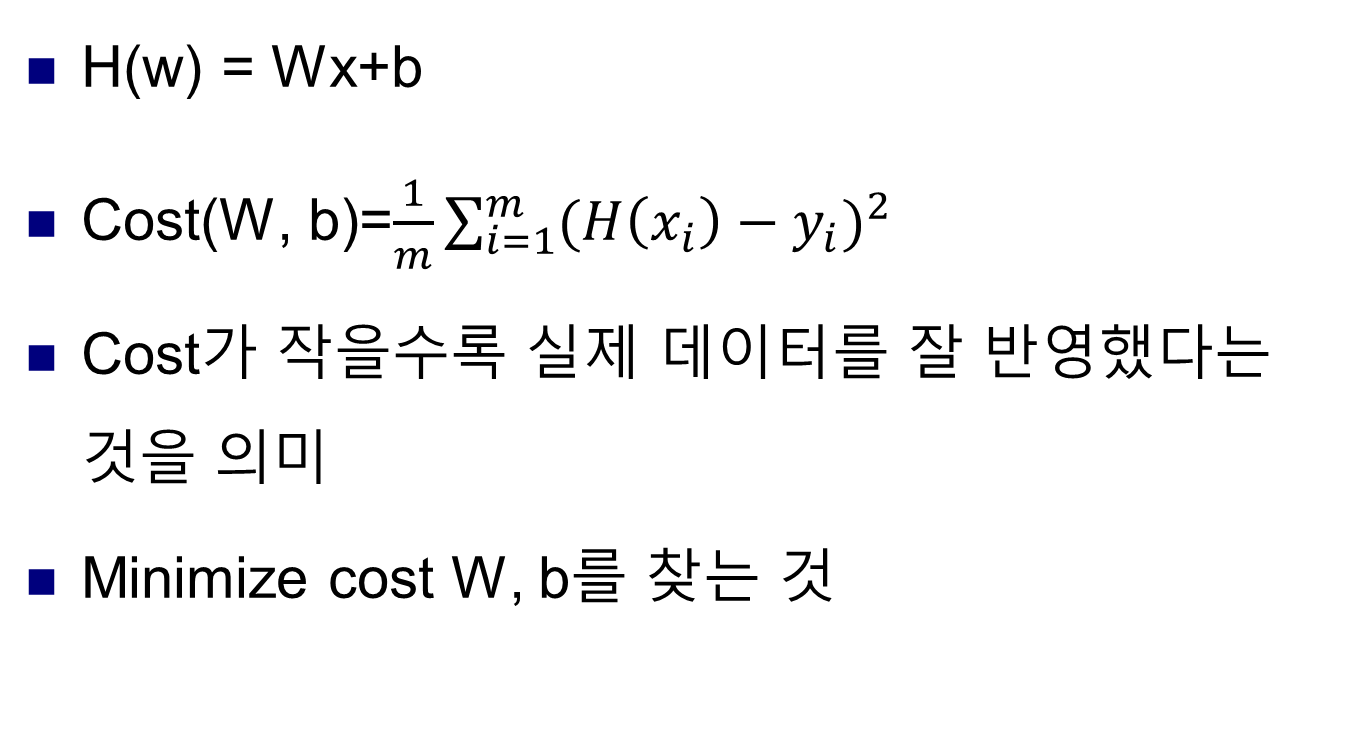 ■ H(w) = Wx+b
■ Cost(W, b)=\frac{1}{m}\sum_{i=1}^{m}(H(x_i) − y_i)^2
■ Cost가 작을수록 실제 데이터를 잘 반영했다는
것을 의미
■ Minimize cost W, b를 찾는 것